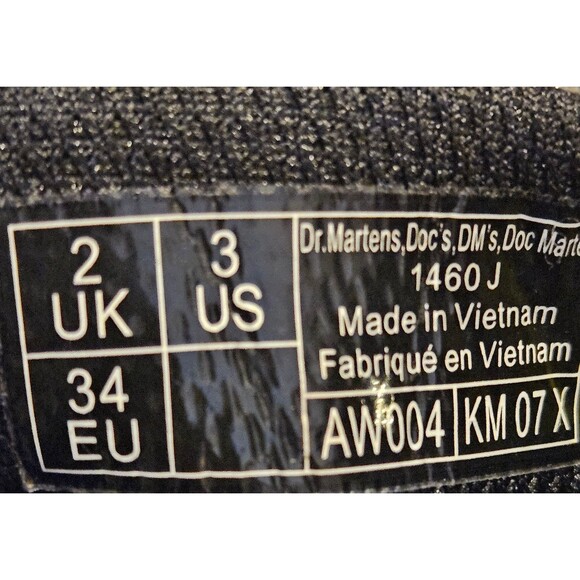 2
UK
3
US
34
EU
Dr.Martens,Doc's,DM's,Doc
1460 J
Made in Vietnam
Fabriqué en Vietnam
AW004
KM 07 X